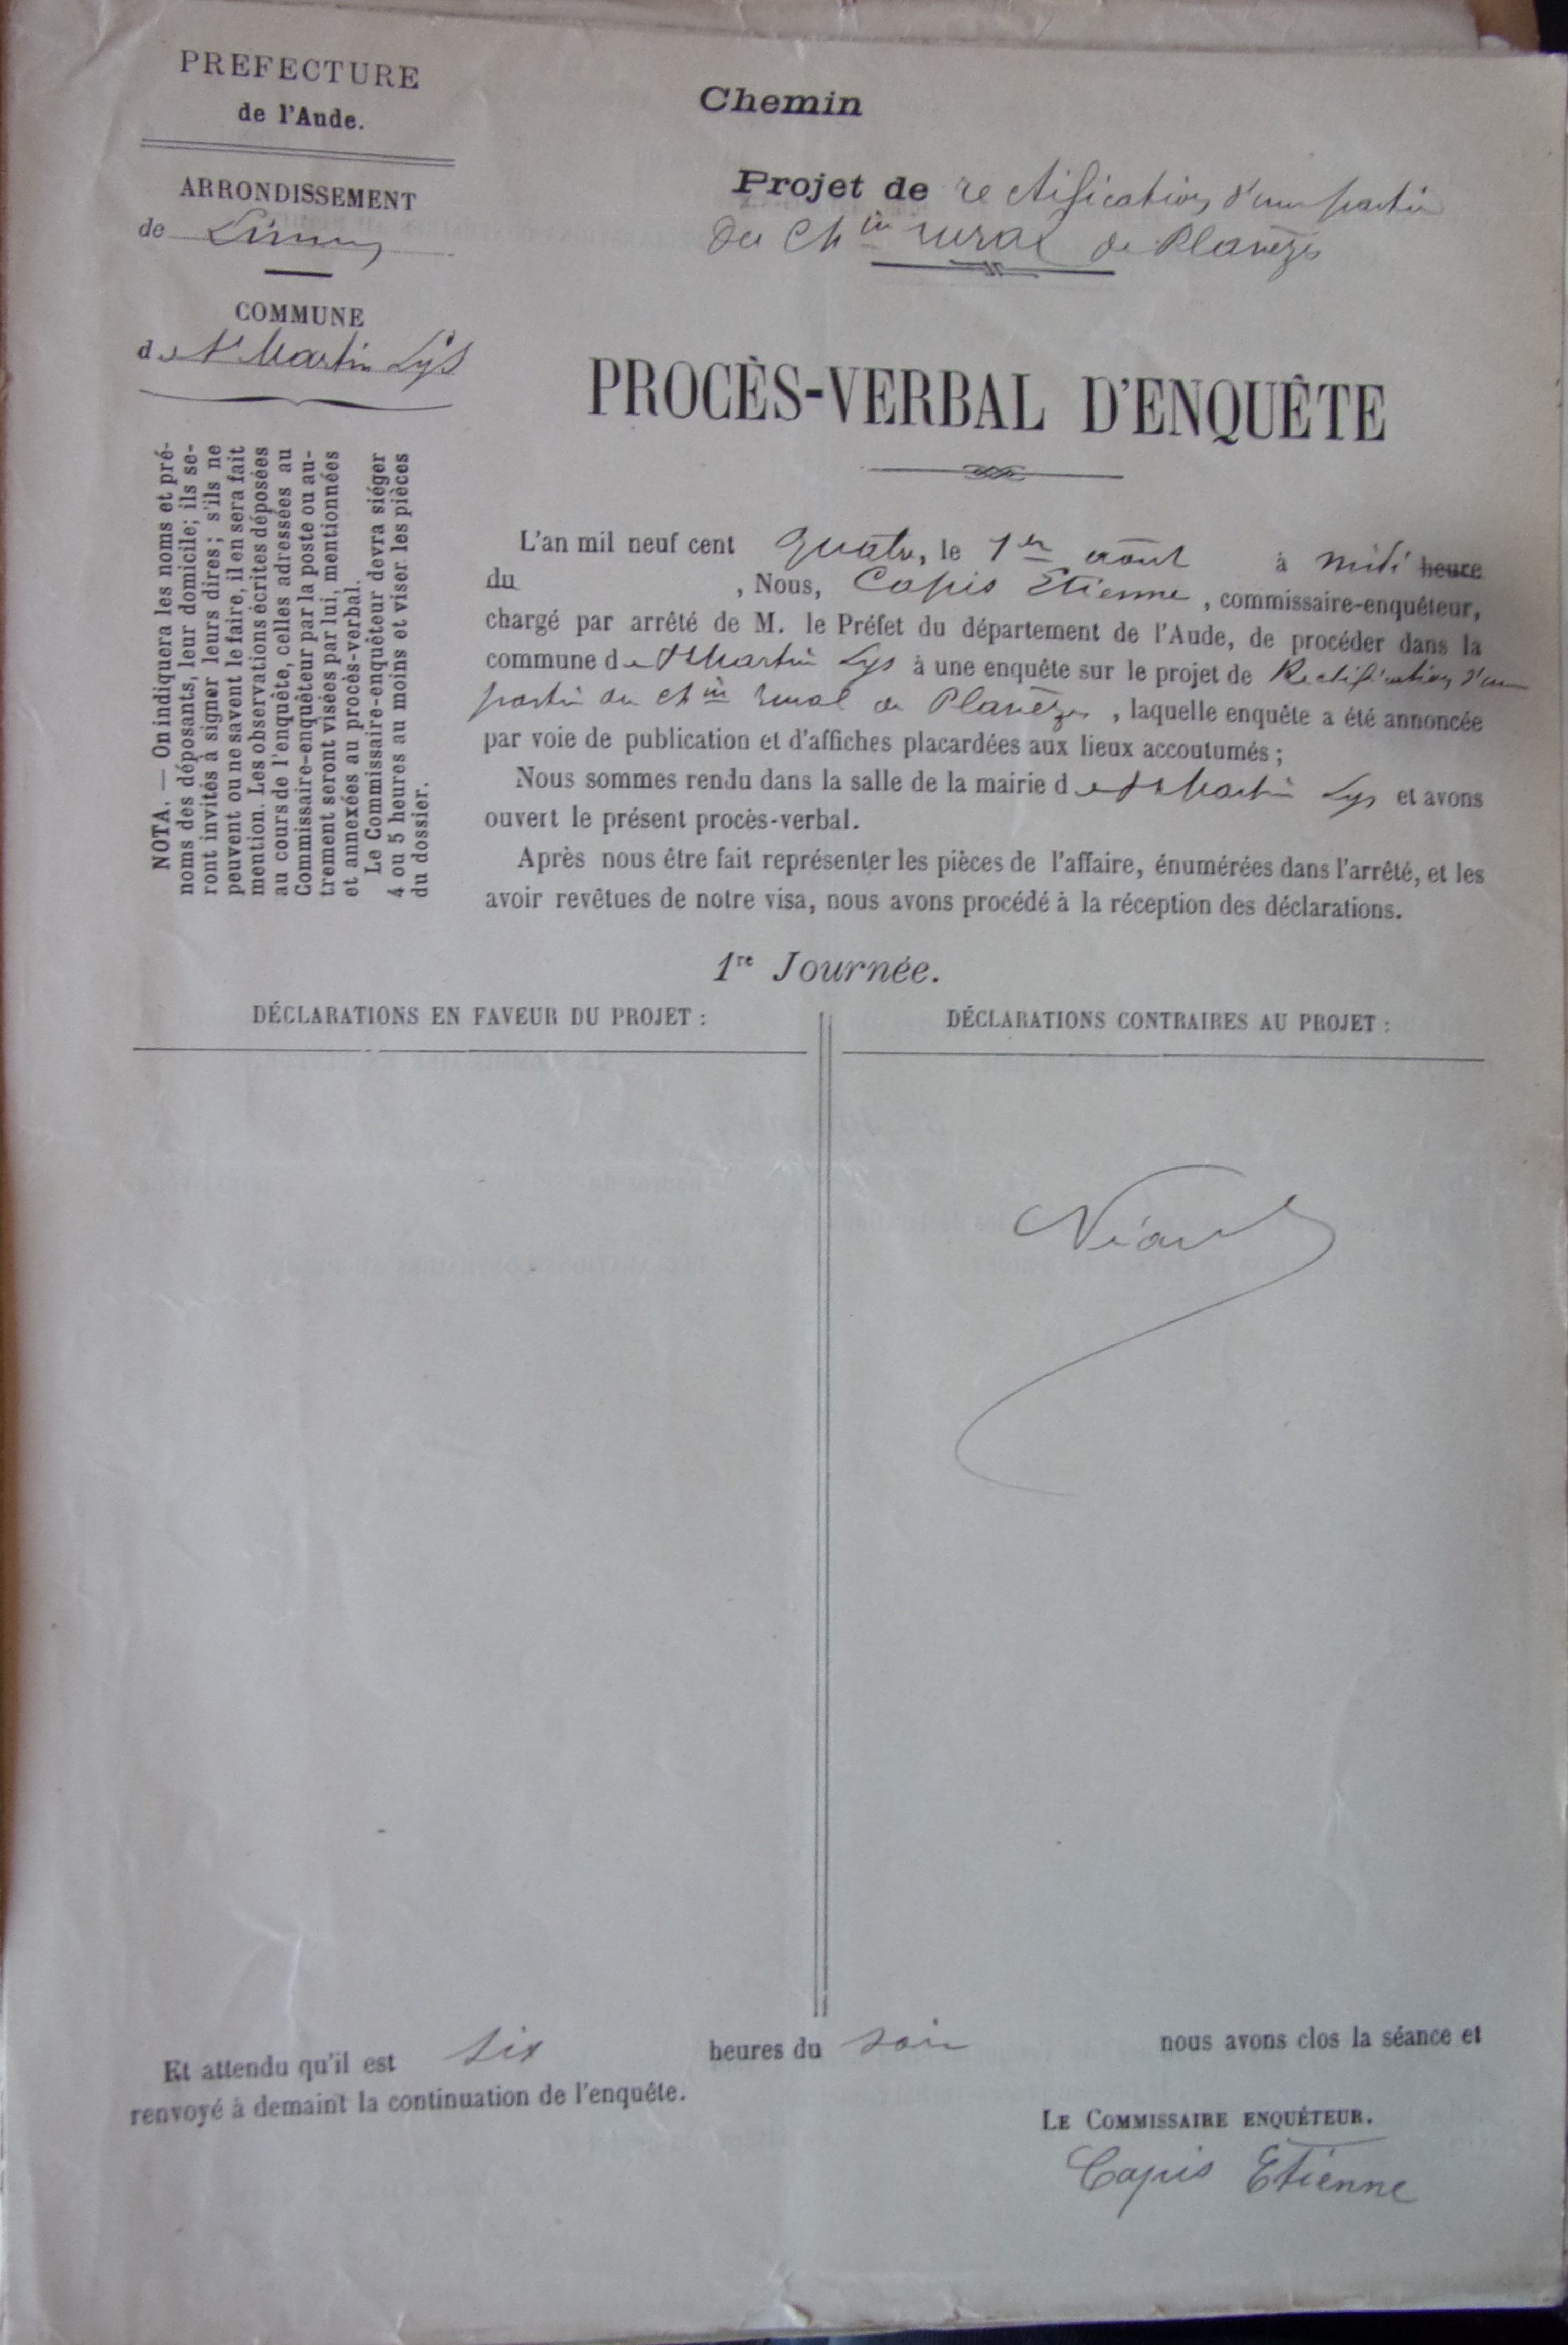 PREFECTURE
de l'Aude.
ARRONDISSEMENT
de Limoux
COMMUNE
de St Martin Lys
NOTA. — On indiquera les noms et pré-
noms des déposants, leur domicile; ils se-
ront invités à signer leurs dires; s'ils ne
peuvent ou ne savent le faire, il en sera fait
mention. Les observations écrites déposées
au cours de l'enquête, celles adressées au
Commissaire-enquêteur par la poste ou au-
trement seront visées par lui, mentionnées
et annexées au procès-verbal.
Le Commissaire-enquêteur devra siéger
4 ou 5 heures au moins et viser les pièces
du dossier.
Chemin
Projet de rectification d'une partie
du Chin rural de Planèzes
PROCÈS-VERBAL D'ENQUÊTE
L'an mil neuf cent quatre, le 1er août à midi heure
du , Nous, Capis Etienne, commissaire-enquêteur,
chargé par arrêté de M. le Préfet du département de l'Aude, de procéder dans la
commune de St Martin Lys à une enquête sur le projet de Rectification d'une
partie du chin rural de Planèzes, laquelle enquête a été annoncée
par voie de publication et d'affiches placardées aux lieux accoutumés;
Nous sommes rendu dans la salle de la mairie de St Martin Lys et avons
ouvert le présent procès-verbal.
Après nous être fait représenter les pièces de l'affaire, énumérées dans l'arrêté, et les
avoir revêtues de notre visa, nous avons procédé à la réception des déclarations.
1re Journée.
DÉCLARATIONS EN FAVEUR DU PROJET :
DÉCLARATIONS CONTRAIRES AU PROJET :
Néant
Et attendu qu'il est six heures du soir nous avons clos la séance et
renvoyé à demaint la continuation de l'enquête.
LE COMMISSAIRE ENQUÊTEUR.
Capis Etienne